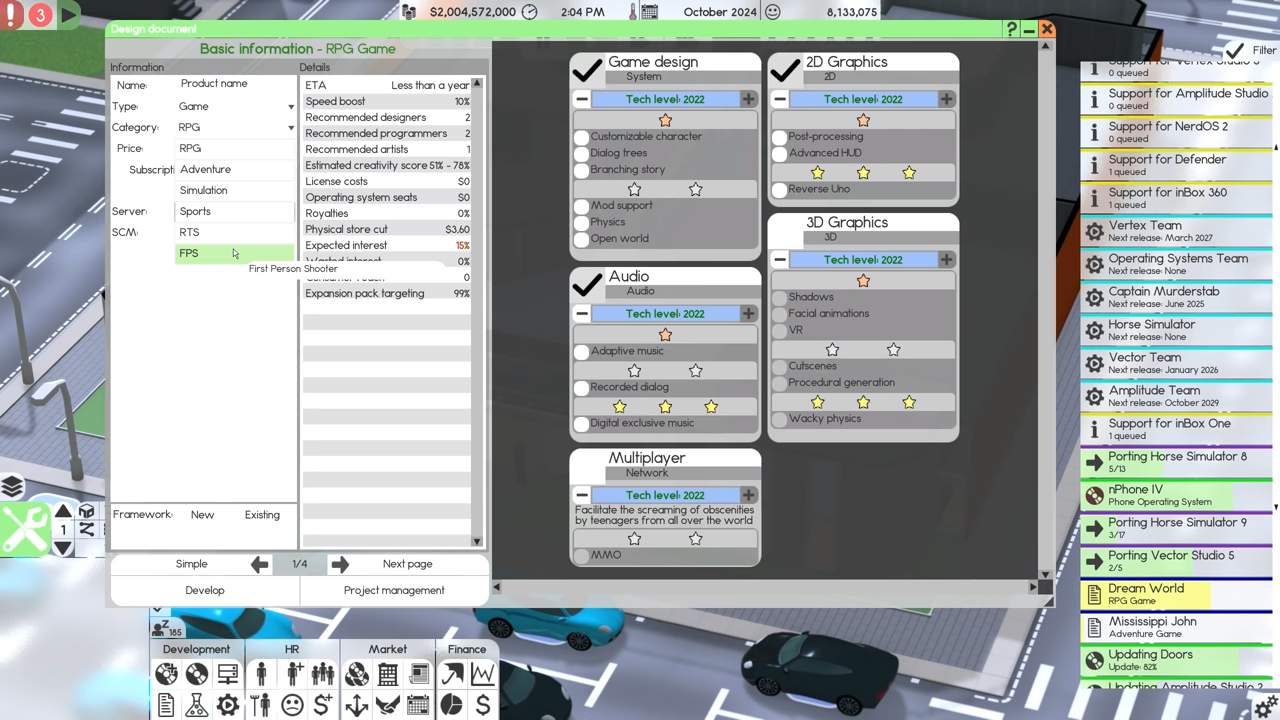 3
$2,004,572,000
2:04 PM
October 2024
8,133,075
Design document
?
Basic information - RPG Game
Information
Name:
Product name
Type:
Game
Category:
RPG
Price:
RPG
Adventure
Simulation
Server:
Sports
SCM:
RTS
FPS
First Person Shooter
Framework:
New
Existing
Details
ETA
Less than a year
Speed boost
10%
Recommended designers
2
Recommended programmers
2
Recommended artists
1
Estimated creativity score
51% - 78%
License costs
$0
Operating system seats
$0
Royalties
0%
Physical store cut
$3.60
Expected interest
15%
0%
0
Expansion pack targeting
99%
Simple
1/4
Next page
Develop
Project management
Game design
System
Tech level: 2022
Customizable character
Dialog trees
Branching story
Mod support
Physics
Open world
Audio
Audio
Tech level: 2022
Adaptive music
Recorded dialog
Digital exclusive music
Multiplayer
Network
Tech level: 2022
Facilitate the screaming of obscenities
by teenagers from all over the world
MMO
2D Graphics
2D
Tech level: 2022
Post-processing
Advanced HUD
Reverse Uno
3D Graphics
3D
Tech level: 2022
Shadows
Facial animations
VR
Cutscenes
Procedural generation
Wacky physics
Filter
0 queued
Support for Amplitude Studio
0 queued
Support for NerdOS 2
0 queued
Support for Defender
1 queued
Support for inBox 360
1 queued
Vertex Team
Next release: March 2027
Operating Systems Team
Next release: None
Captain Murderstab
Next release: June 2025
Horse Simulator
Next release: None
Vector Team
Next release: January 2026
Amplitude Team
Next release: October 2029
Support for inBox One
1 queued
Porting Horse Simulator 8
5/13
nPhone IV
Phone Operating System
Porting Horse Simulator 9
3/17
Porting Vector Studio 5
2/5
Dream World
RPG Game
Mississippi John
Adventure Game
Updating Doors
Update: 82%
1
185
Development
HR
Market
Finance